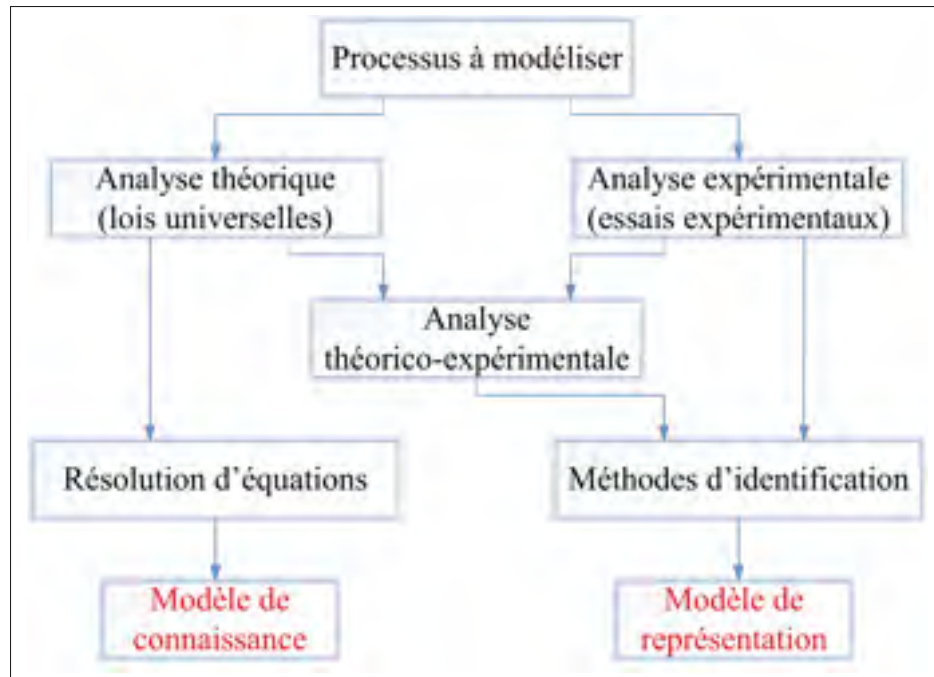 Processus à modéliser
Analyse théorique
(lois universelles)
Analyse expérimentale
(essais expérimentaux)
Analyse
théorico-expérimentale
Résolution d'équations
Méthodes d'identification
Modèle de
connaissance
Modèle de
représentation